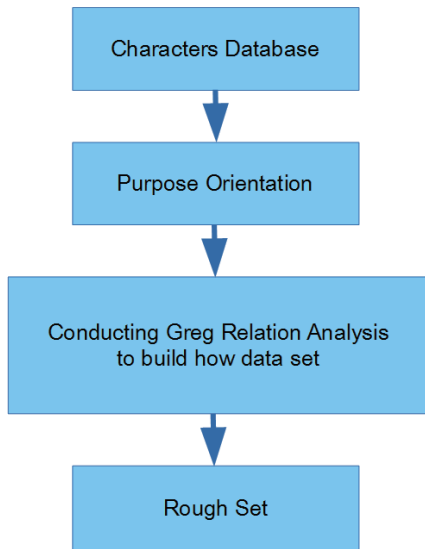 Characters Database
Purpose Orientation
Conducting Greg Relation Analysis
to build how data set
Rough Set